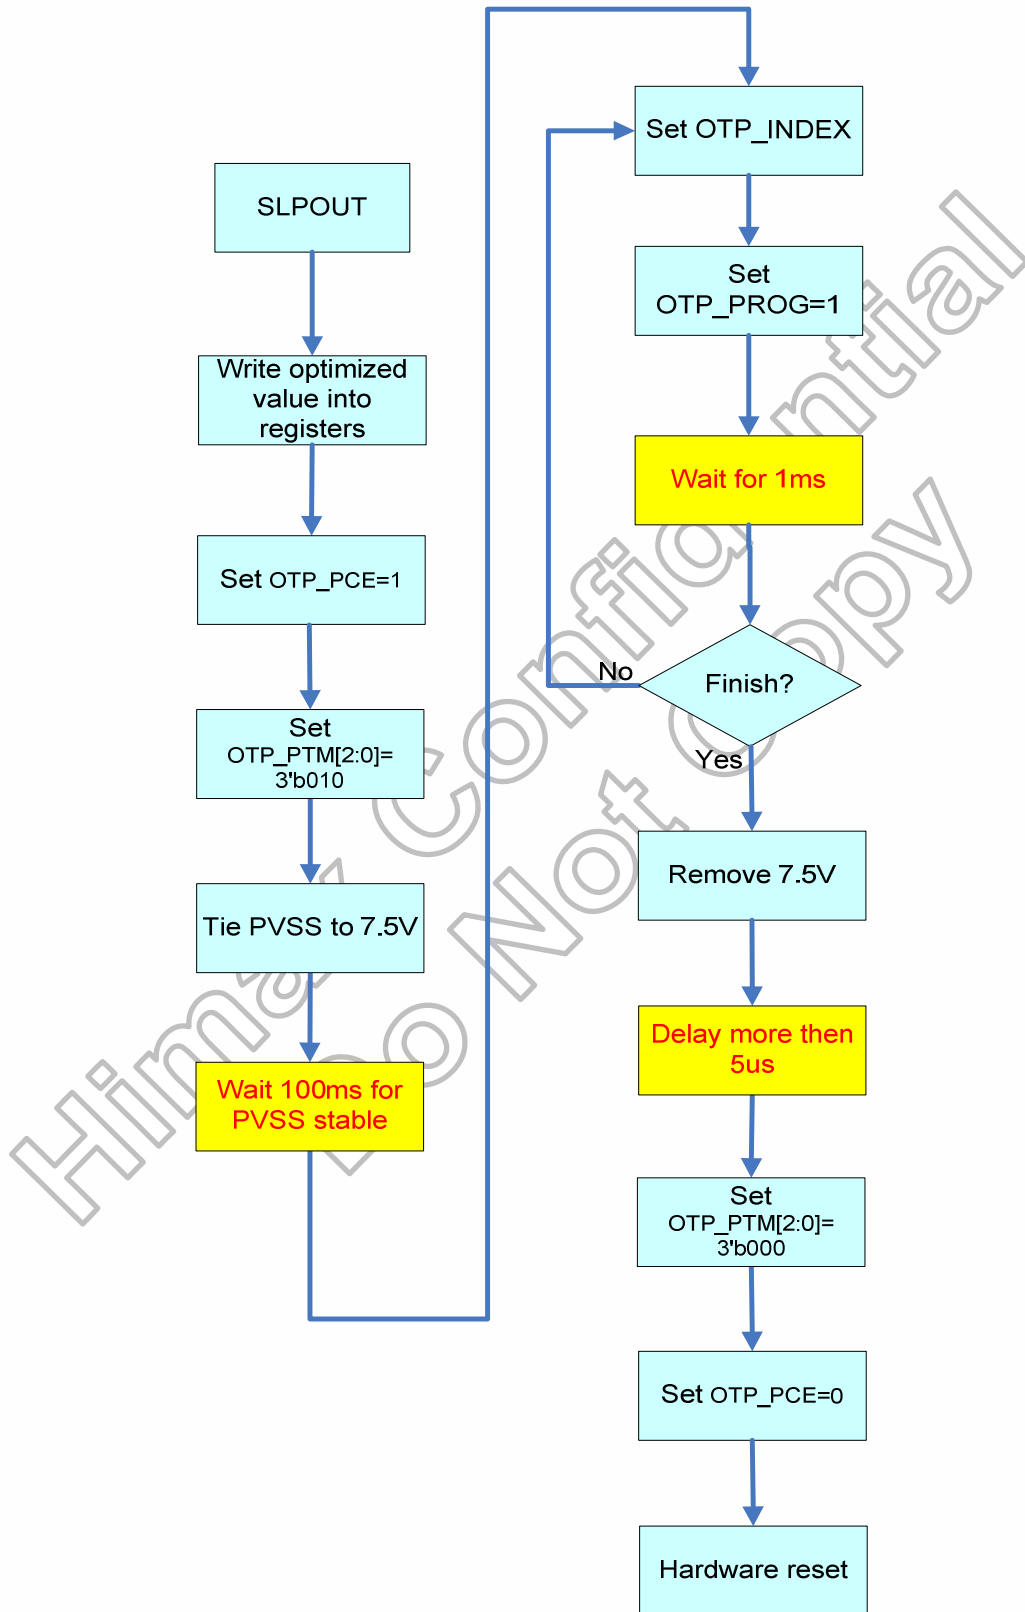 SLPOUT
Write optimized
value into
registers
Set OTP_PCE=1
Set
OTP_PTM[2:0]=
3'b010
Tie PVSS to 7.5V
Wait 100ms for
PVSS stable
Set OTP_INDEX
Set
OTP_PROG=1
Wait for 1ms
Finish?
No
Yes
Remove 7.5V
Delay more then
5us
Set
OTP_PTM[2:0]=
3'b000
Set OTP_PCE=0
Hardware reset
Himax Confidential
Do Not Copy